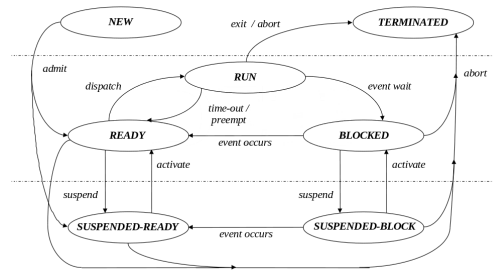 NEW
exit / abort
TERMINATED
admit
dispatch
RUN
event wait
abort
time-out /
preempt
READY
event occurs
BLOCKED
suspend
activate
suspend
activate
SUSPENDED-READY
event occurs
SUSPENDED-BLOCK